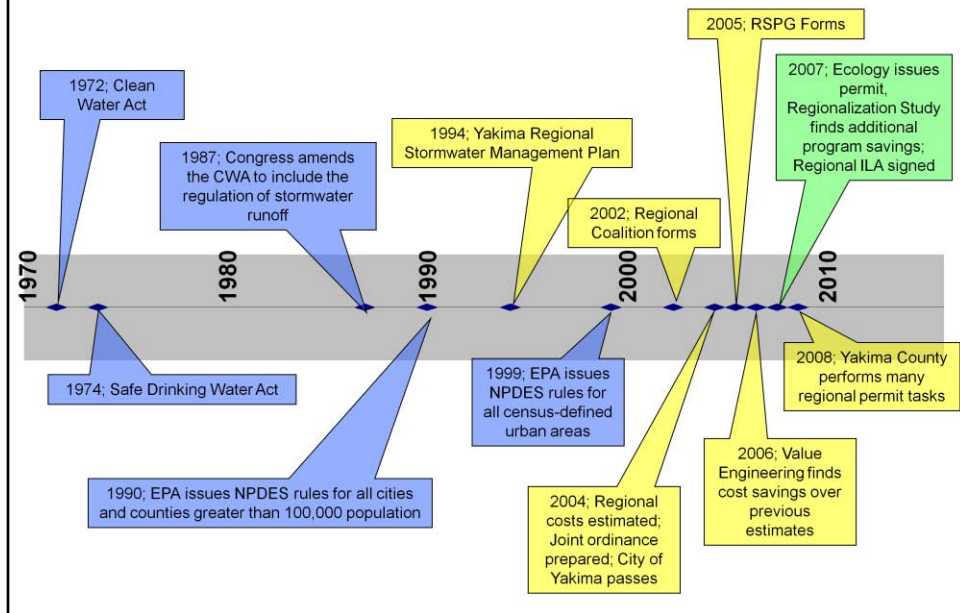 2005; RSPG Forms
1972; Clean
Water Act
2007; Ecology issues
permit,
Regionalization Study
finds additional
program savings;
Regional ILA signed
1994; Yakima Regional
Stormwater Management Plan
1987; Congress amends
the CWA to include the
regulation of stormwater
runoff
2002; Regional
Coalition forms
1970
1980
1990
2000
2010
1974; Safe Drinking Water Act
1999; EPA issues
NPDES rules for
all census-defined
urban areas
2008; Yakima County
performs many
regional permit tasks
1990; EPA issues NPDES rules for all cities
and counties greater than 100,000 population
2004; Regional
costs estimated;
Joint ordinance
prepared; City of
Yakima passes
2006; Value
Engineering finds
cost savings over
previous
estimates